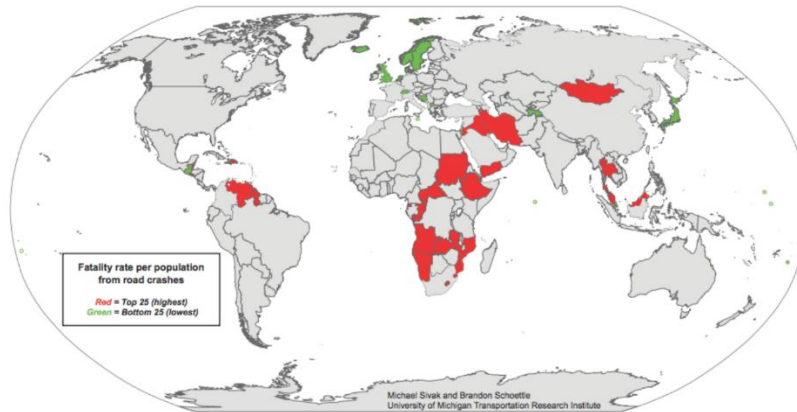 Fatality rate per population
from road crashes
Red = Top 25 (highest)
Green = Bottom 25 (lowest)
Michael Sivak and Brandon Schoettle
University of Michigan Transportation Research Institute